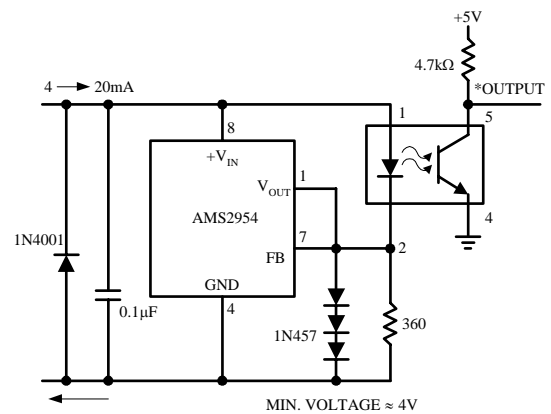 +5V
4.7kΩ
*OUTPUT
4 → 20mA
1
5
8
+VIN
1
VOUT
AMS2954
4
1N4001
7
2
FB
GND
4
0.1μF
1N457
360
MIN. VOLTAGE ≈ 4V